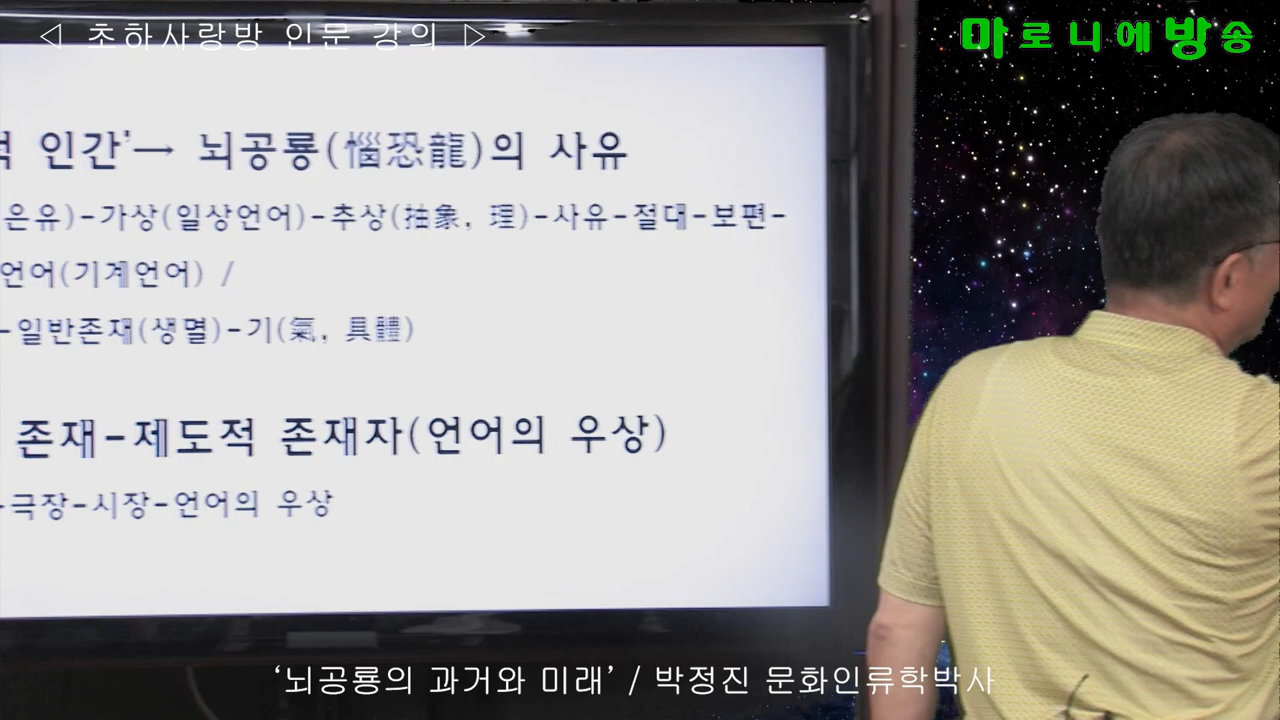 ◁ 초하사랑방 인문 강의 ▷
마로니에방송
인간'→ 뇌공룡(惱恐龍)의 사유
은유)-가상(일상언어)-추상(抽象, 理)-사유-절대-보편-
언어(기계언어) /
-일반존재(생멸)-기(氣, 具體)
존재-제도적 존재자(언어의 우상)
-극장-시장-언어의 우상
'뇌공룡의 과거와 미래' / 박정진 문화인류학박사